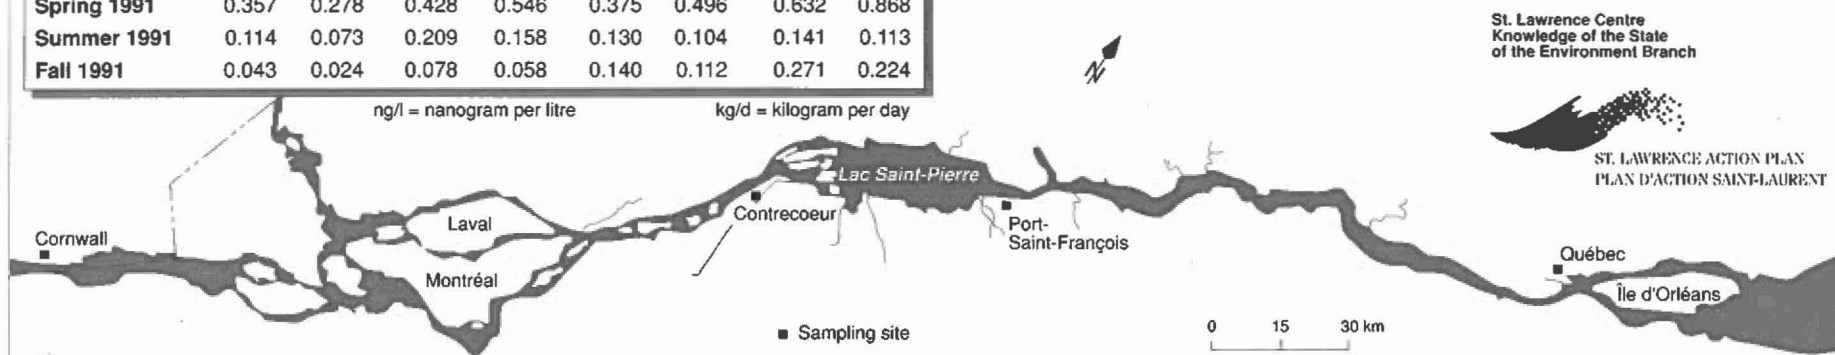 Spring 1991 0.357 0.278 0.428 0.546 0.375 0.496 0.632 0.868
Summer 1991 0.114 0.073 0.209 0.158 0.130 0.104 0.141 0.113
Fall 1991 0.043 0.024 0.078 0.058 0.140 0.112 0.271 0.224
ng/l = nanogram per litre kg/d = kilogram per day
St. Lawrence Centre
Knowledge of the State
of the Environment Branch
N
ST. LAWRENCE ACTION PLAN
PLAN D'ACTION SAINT-LAURENT
Lac Saint-Pierre
Contrecoeur
Laval
Port-
Saint-François
Cornwall
Montréal
Québec
Île d'Orléans
Sampling site
0 15 30 km